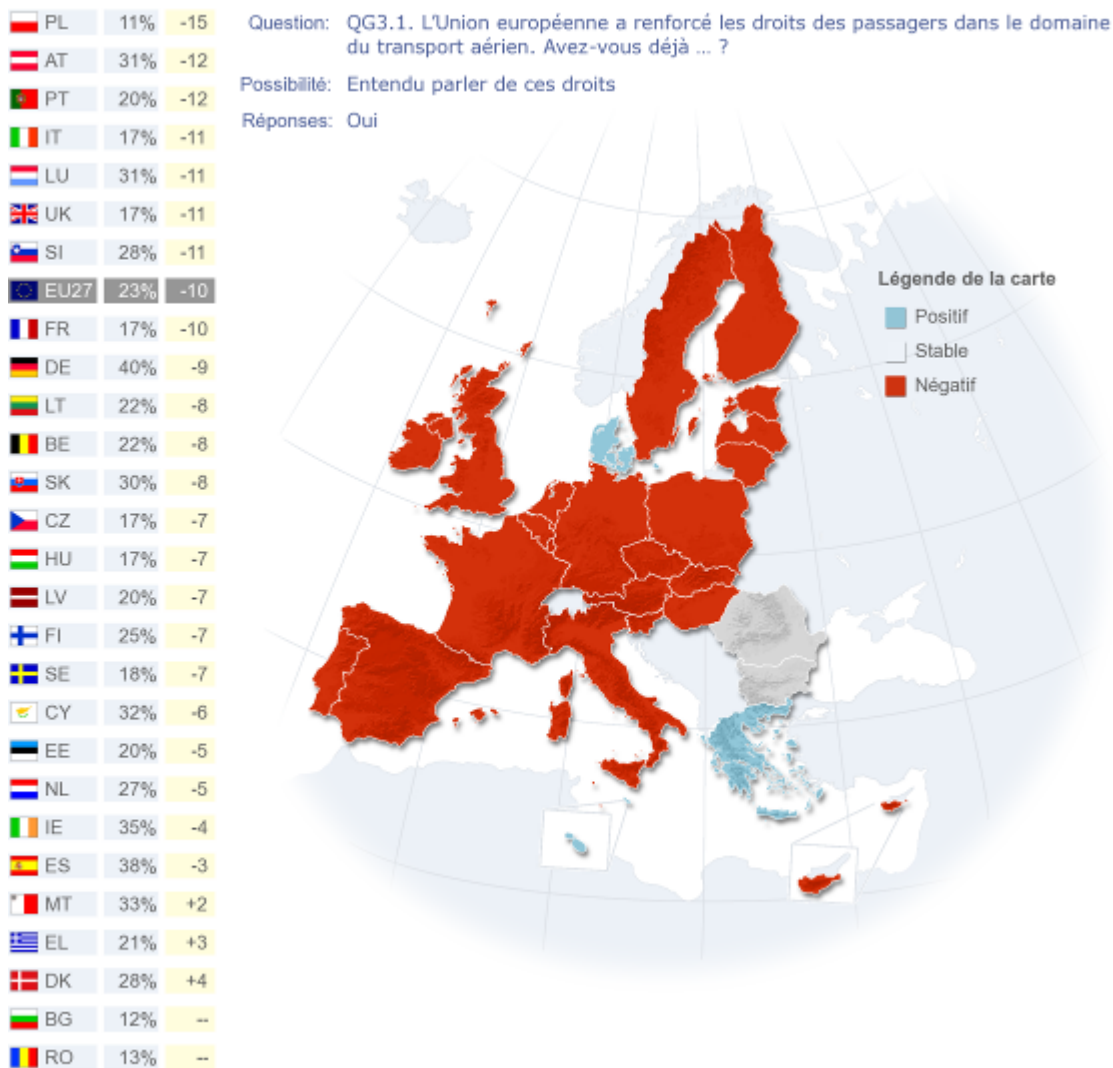 PL 11% -15
AT 31% -12
PT 20% -12
IT 17% -11
LU 31% -11
UK 17% -11
SI 28% -11
EU27 23% -10
FR 17% -10
DE 40% -9
LT 22% -8
BE 22% -8
SK 30% -8
CZ 17% -7
HU 17% -7
LV 20% -7
FI 25% -7
SE 18% -7
CY 32% -6
EE 20% -5
NL 27% -5
IE 35% -4
ES 38% -3
MT 33% +2
EL 21% +3
DK 28% +4
BG 12% --
RO 13% --
Question: QG3.1. L'Union européenne a renforcé les droits des passagers dans le domaine
du transport aérien. Avez-vous déjà ... ?
Possibilité: Entendu parler de ces droits
Réponses: Oui
Légende de la carte
Positif
Stable
Négatif